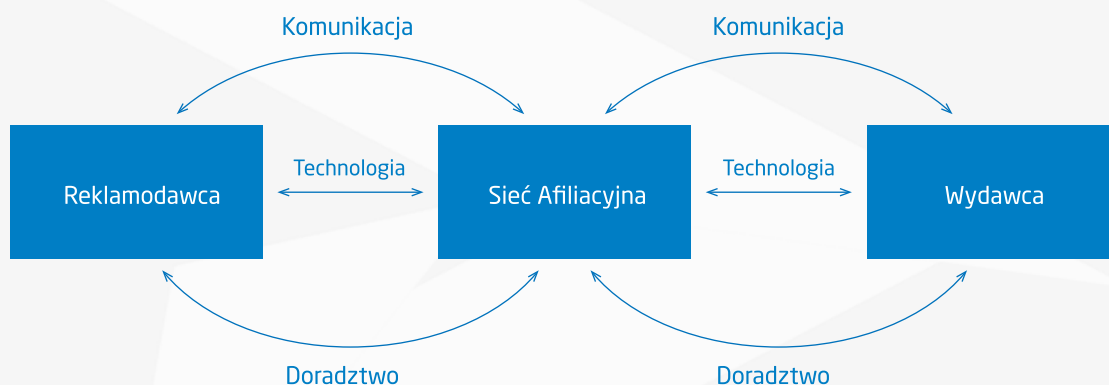 Komunikacja
Komunikacja
Technologia
Technologia
Reklamodawca
Sieć Afiliacyjna
Wydawca
Doradztwo
Doradztwo